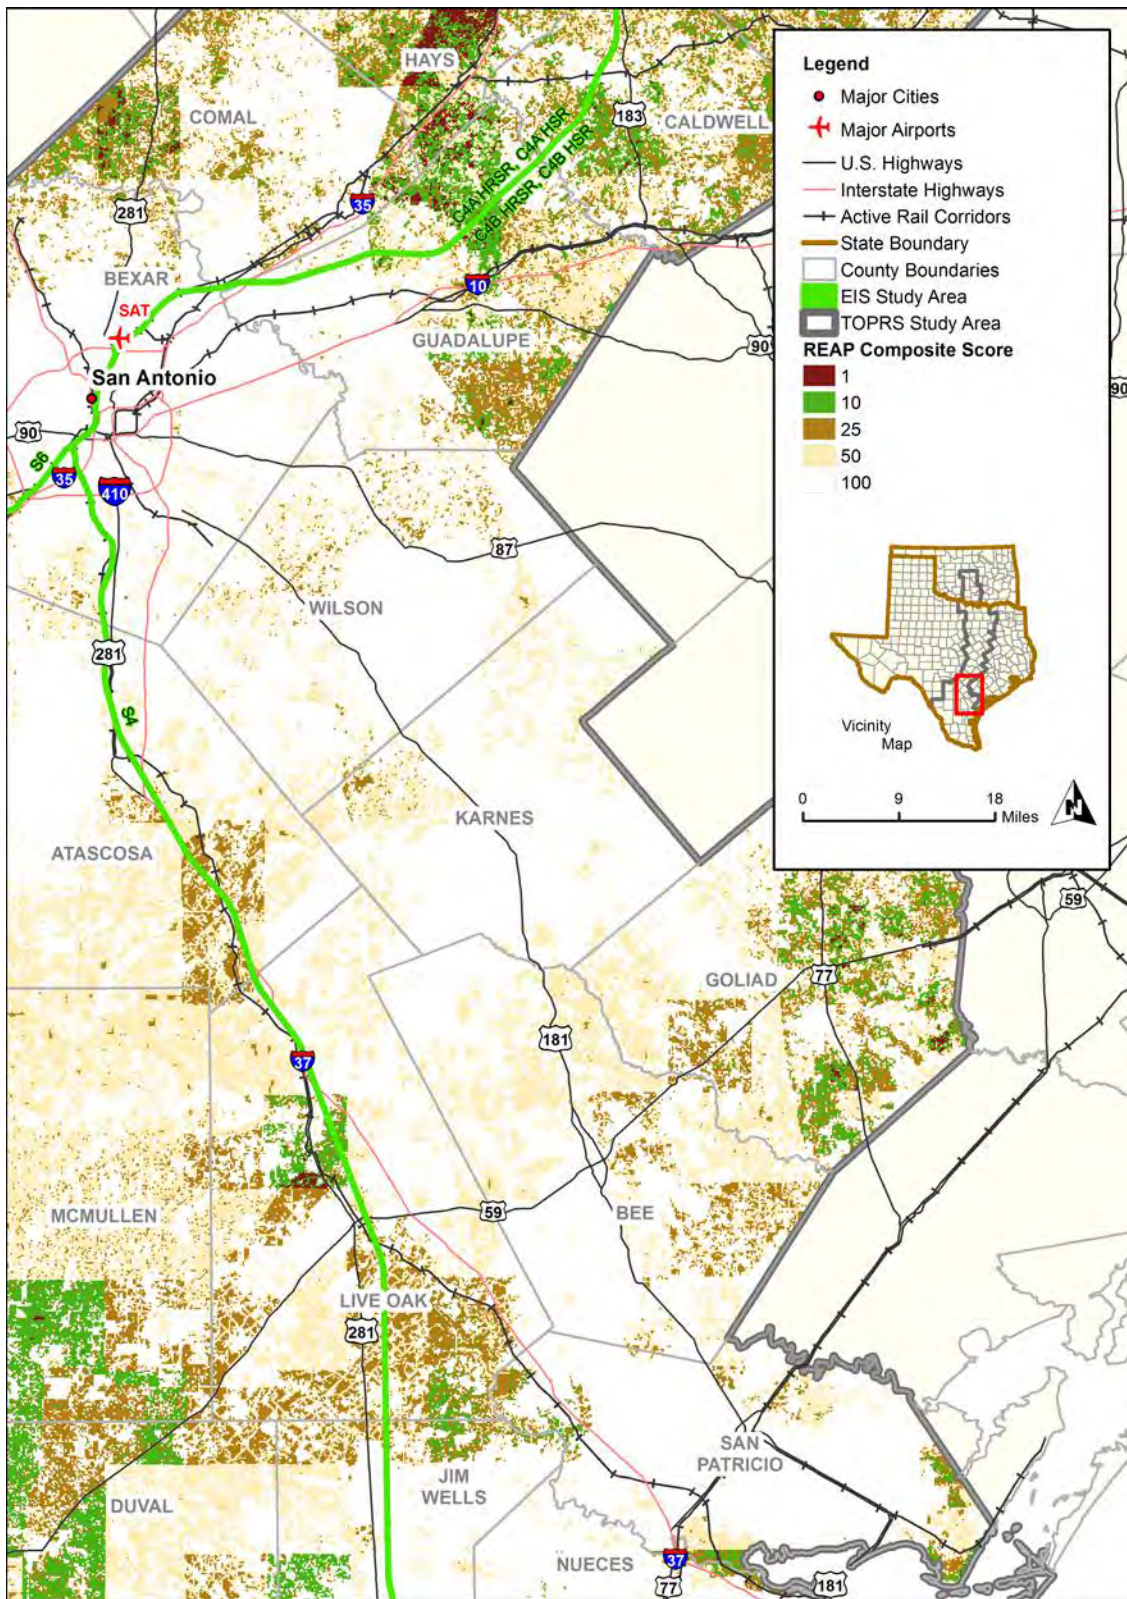 HAYS
COMAL
183
CALDWELL
C4A HRSR, C4A HSR
C4B HRSR, C4B HSR
281
35
BEXAR
10
SAT
GUADALUPE
90
90
San Antonio
90
S6
35
410
87
WILSON
281
S4
KARNES
ATASCOSA
59
GOLIAD
77
181
37
MCMULLEN
59
BEE
LIVE OAK
281
SAN
PATRICIO
JIM
WELLS
DUVAL
NUECES
37
77
181
Legend
Major Cities
Major Airports
U.S. Highways
Interstate Highways
Active Rail Corridors
State Boundary
County Boundaries
EIS Study Area
TOPRS Study Area
REAP Composite Score
1
10
25
50
100
Vicinity
Map
0 9 18
Miles
N